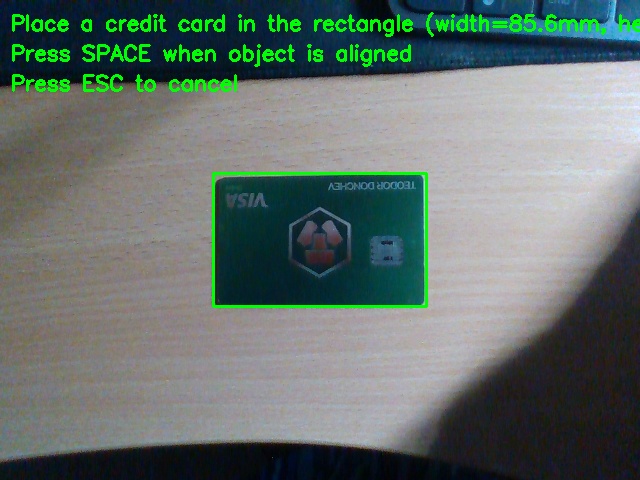 Place a credit card in the rectangle (width=85.6mm, he
Press SPACE when object is aligned
Press ESC to cancel
TEODOR DONCHEV
VISA